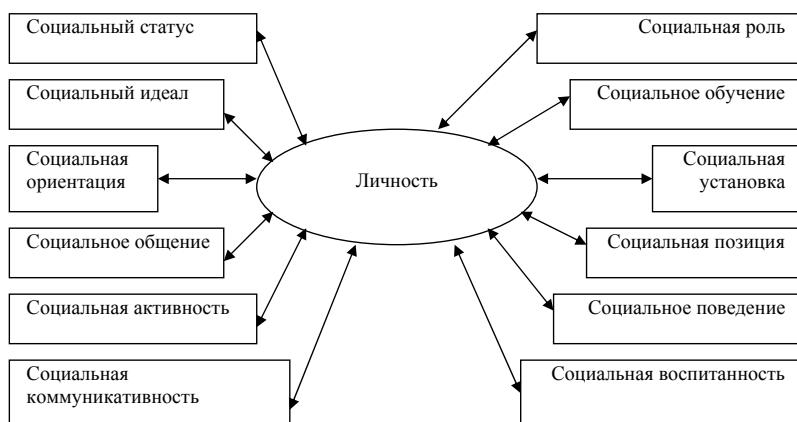 Социальный статус
Социальная роль
Социальный идеал
Социальное обучение
Социальная
ориентация
Личность
Социальная
установка
Социальное общение
Социальная позиция
Социальная активность
Социальное поведение
Социальная
коммуникативность
Социальная воспитанность